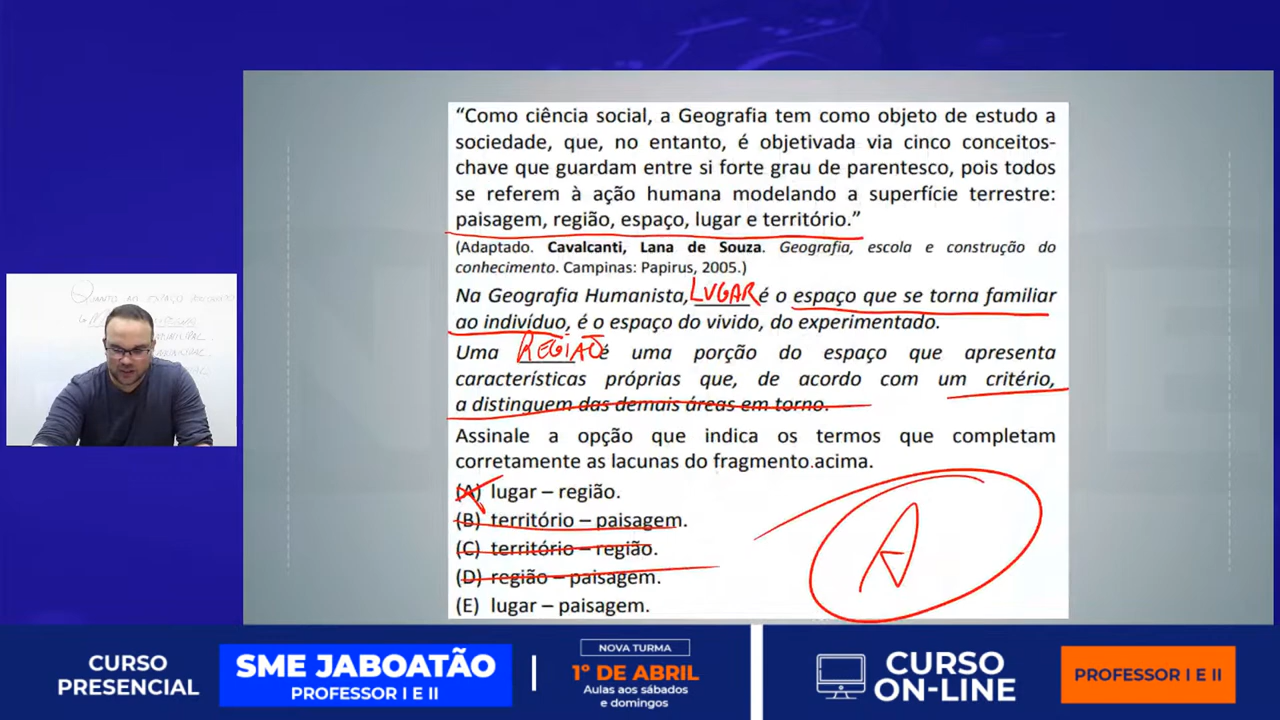 “Como ciência social, a Geografia tem como objeto de estudo a
sociedade, que, no entanto, é objetivada via cinco conceitos-
chave que guardam entre si forte grau de parentesco, pois todos
se referem à ação humana modelando a superfície terrestre:
paisagem, região, espaço, lugar e território.”
(Adaptado. Cavalcanti, Lana de Souza. Geografia, escola e construção do
conhecimento. Campinas: Papirus, 2005.)
Na Geografia Humanista, LUGAR é o espaço que se torna familiar
ao indivíduo, é o espaço do vivido, do experimentado.
Uma REGIÃO é uma porção do espaço que apresenta
características próprias que, de acordo com um critério,
a distinguem das demais áreas em torno.
Assinale a opção que indica os termos que completam
corretamente as lacunas do fragmento acima.
(A) lugar – região.
(B) território – paisagem.
(C) território – região.
(D) região – paisagem.
(E) lugar – paisagem.
A
QUANTO AO ESPAÇO
CURSO
PRESENCIAL
SME JABOATÃO
PROFESSOR I E II
NOVA TURMA
1º DE ABRIL
Aulas aos sábados
e domingos
CURSO
ON-LINE
PROFESSOR I E II